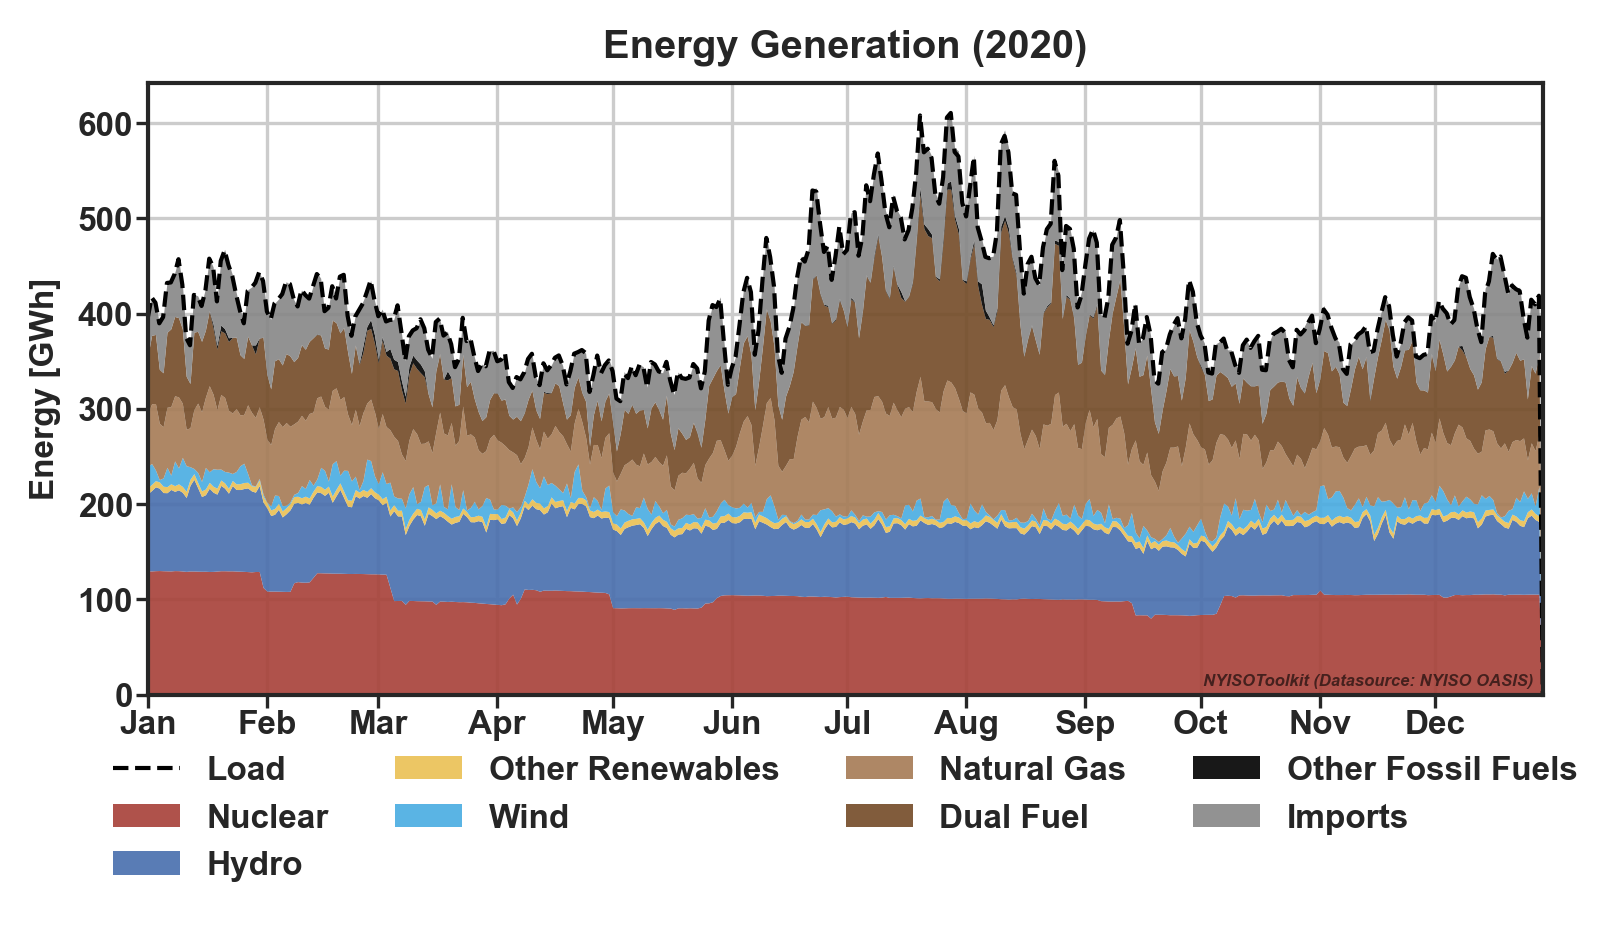 Energy Generation (2020)
Energy [GWh]
600
500
400
300
200
100
0
Jan Feb Mar Apr May Jun Jul Aug Sep Oct Nov Dec
NYISOToolkit (Datasource: NYISO OASIS)
Load Other Renewables Natural Gas Other Fossil Fuels
Nuclear Wind Dual Fuel Imports
Hydro